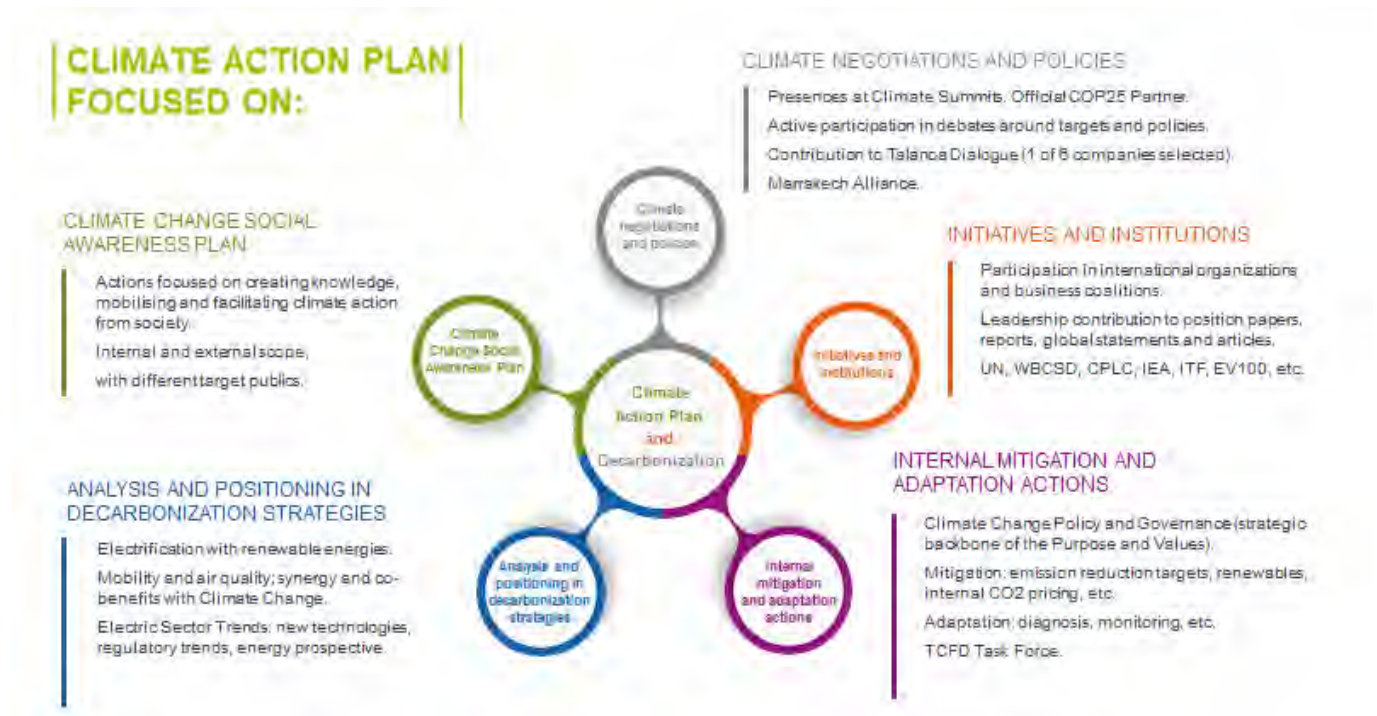 CLIMATE ACTION PLAN
FOCUSED ON:
CLIMATE NEGOTIATIONS AND POLICIES
Presences at Climate Summits. Official COP25 Partner.
Active participation in debates around targets and policies.
Contribution to Talanoa Dialogue (1 of 6 companies selected)
Marrakech Alliance.
CLIMATE CHANGE SOCIAL
AWARENESS PLAN
Actions focused on creating knowledge,
mobilising and facilitating climate action
from society.
Internal and external scope,
with different target publics.
INITIATIVES AND INSTITUTIONS
Participation in international organizations
and business coalitions.
Leadership contribution to position papers,
reports, global statements and articles.
UN, WBCSD, CPLC, IEA, ITF, EV100, etc.
Climate
negotiations
and policies
Climate
Change Social
Awareness Plan
Initiatives and
institutions
Climate
Action Plan
and
Decarbonization
Analysis and
positioning in
decarbonization
strategies
Internal
mitigation
and adaptation
actions
ANALYSIS AND POSITIONING IN
DECARBONIZATION STRATEGIES
Electrification with renewable energies.
Mobility and air quality; synergy and co-
benefits with Climate Change.
Electric Sector Trends: new technologies,
regulatory trends, energy prospective
INTERNAL MITIGATION AND
ADAPTATION ACTIONS
Climate Change Policy and Governance (strategic
backbone of the Purpose and Values).
Mitigation: emission reduction targets, renewables,
internal CO2 pricing, etc.
Adaptation: diagnosis, monitoring, etc.
TCFD Task Force.